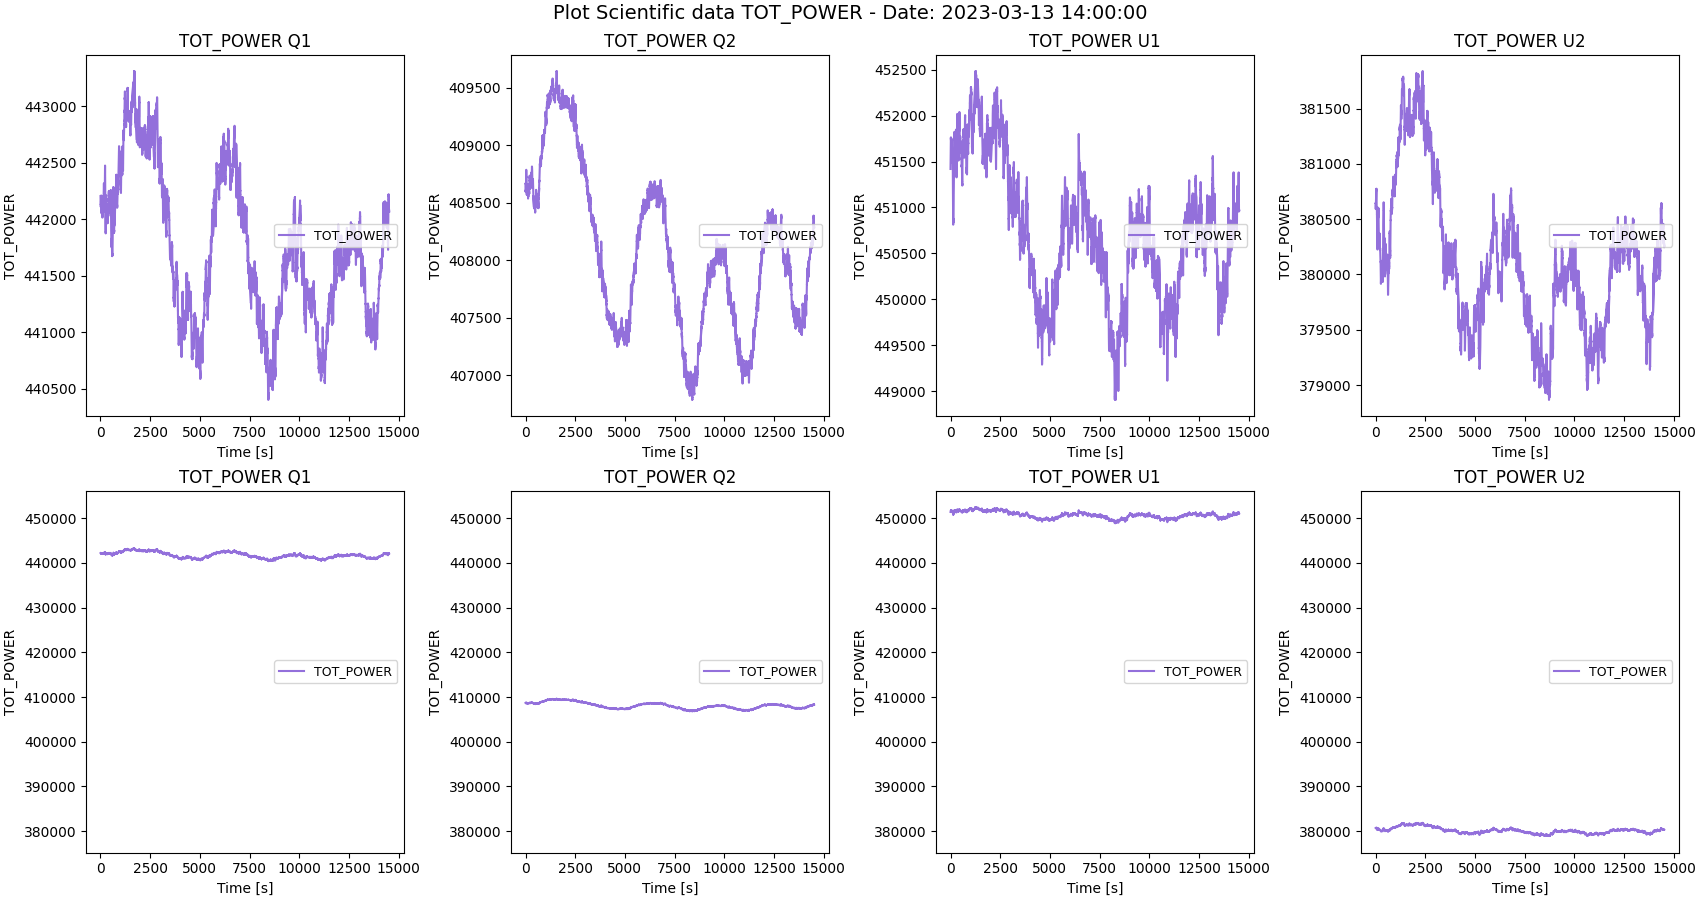 Plot Scientific data TOT_POWER - Date: 2023-03-13 14:00:00
TOT_POWER Q1
TOT_POWER
443000
442500
442000
441500
441000
440500
TOT_POWER
0 2500 5000 7500 10000 12500 15000
Time [s]
TOT_POWER Q2
TOT_POWER
409500
409000
408500
408000
407500
407000
TOT_POWER
0 2500 5000 7500 10000 12500 15000
Time [s]
TOT_POWER U1
TOT_POWER
452500
452000
451500
451000
450500
450000
449500
449000
TOT_POWER
0 2500 5000 7500 10000 12500 15000
Time [s]
TOT_POWER U2
TOT_POWER
381500
381000
380500
380000
379500
379000
TOT_POWER
0 2500 5000 7500 10000 12500 15000
Time [s]
TOT_POWER Q1
TOT_POWER
450000
440000
430000
420000
410000
400000
390000
380000
TOT_POWER
0 2500 5000 7500 10000 12500 15000
Time [s]
TOT_POWER Q2
TOT_POWER
450000
440000
430000
420000
410000
400000
390000
380000
TOT_POWER
0 2500 5000 7500 10000 12500 15000
Time [s]
TOT_POWER U1
TOT_POWER
450000
440000
430000
420000
410000
400000
390000
380000
TOT_POWER
0 2500 5000 7500 10000 12500 15000
Time [s]
TOT_POWER U2
TOT_POWER
450000
440000
430000
420000
410000
400000
390000
380000
TOT_POWER
0 2500 5000 7500 10000 12500 15000
Time [s]